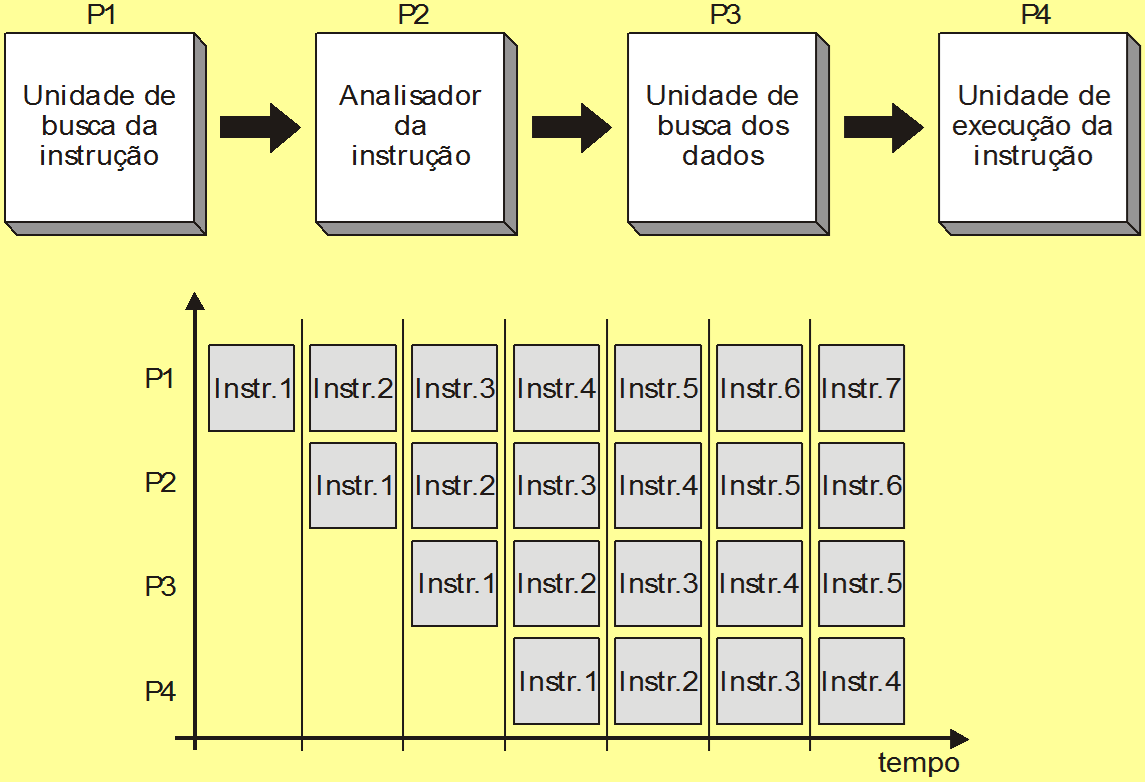 P1
P2
P3
P4
Unidade de
busca da
instrução
Analisador
da
instrução
Unidade de
busca dos
dados
Unidade de
execução da
instrução
P1
Instr.1
Instr.2
Instr.3
Instr.4
Instr.5
Instr.6
Instr.7
P2
Instr.1
Instr.2
Instr.3
Instr.4
Instr.5
Instr.6
P3
Instr.1
Instr.2
Instr.3
Instr.4
Instr.5
P4
Instr.1
Instr.2
Instr.3
Instr.4
tempo